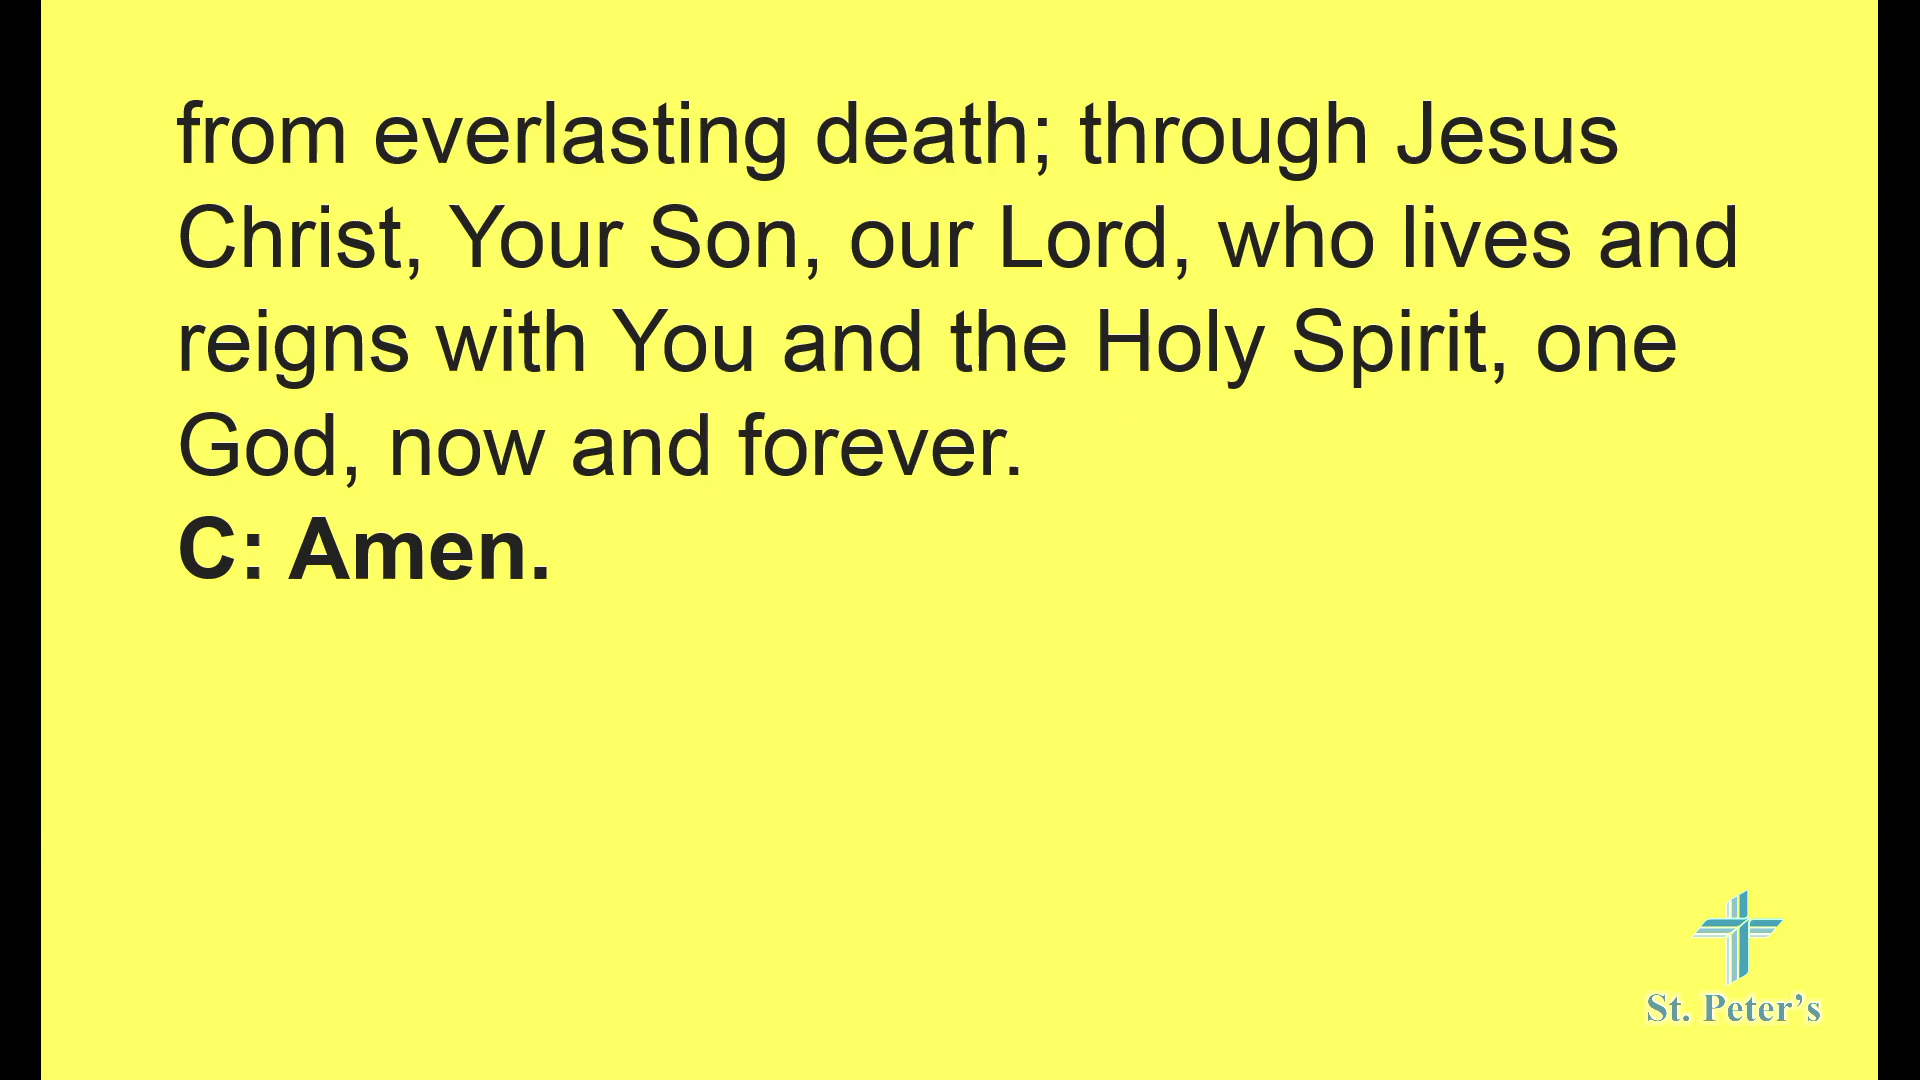 from everlasting death; through Jesus
Christ, Your Son, our Lord, who lives and
reigns with You and the Holy Spirit, one
God, now and forever.
C: Amen.
St. Peter’s